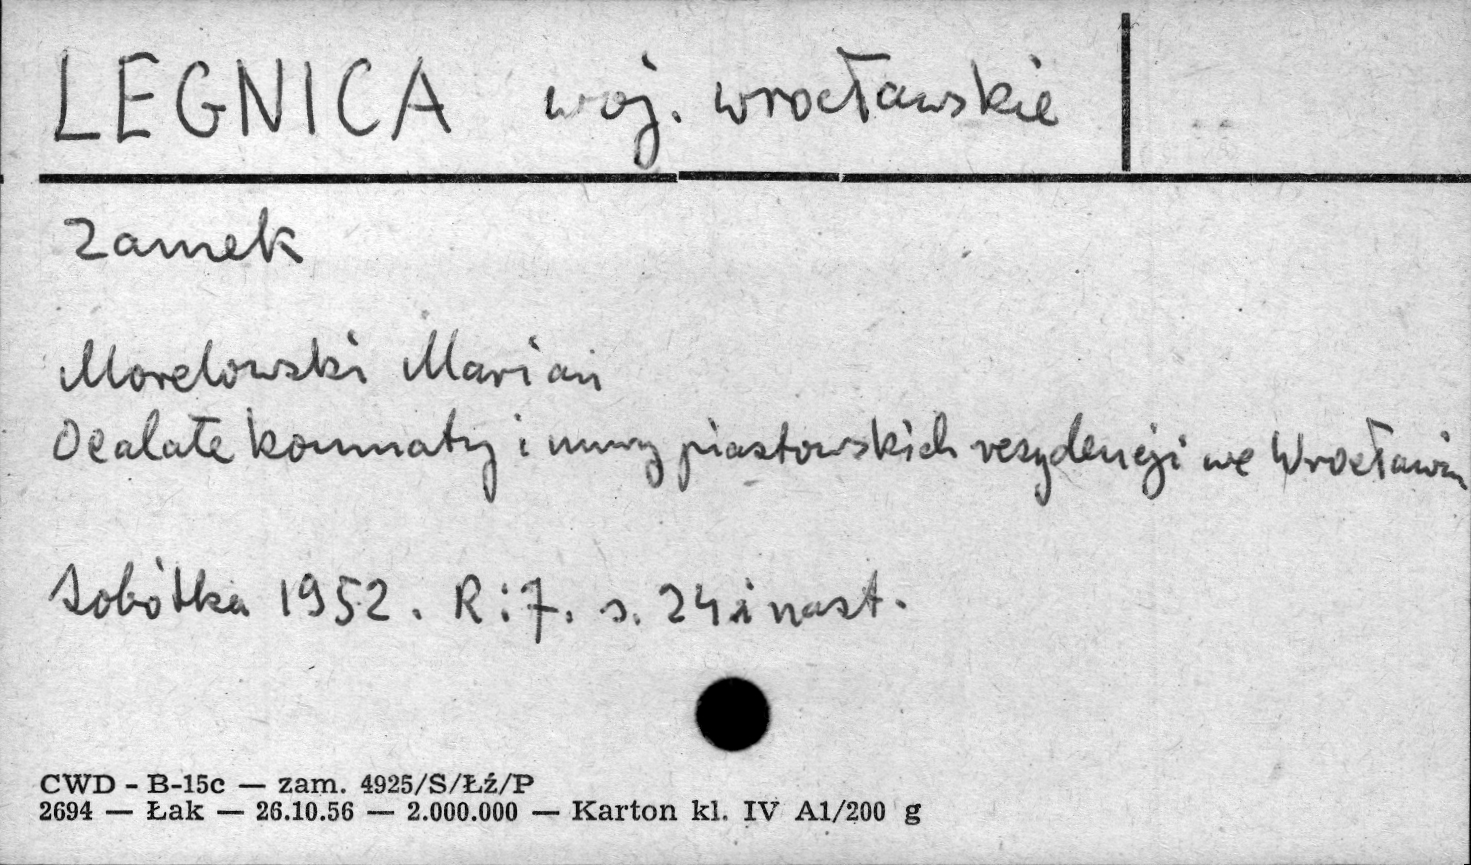 LEGNICA woj. wrocławskie
Zamek
Morelowski Marian
Ocalałe komnaty i mury piastowskich rezydencji we Wrocławiu
Sobótka 1952. R:7. s. 24 i nast.
CWD - B-15c — zam. 4925/S/Łź/P
2694 — Łak — 26.10.56 — 2.000.000 — Karton kl. IV A1/200 g